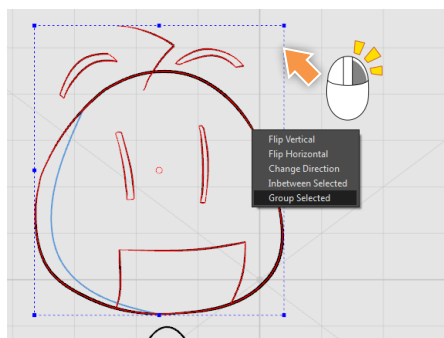 Flip Vertical
Flip Horizontal
Change Direction
Inbetween Selected
Group Selected